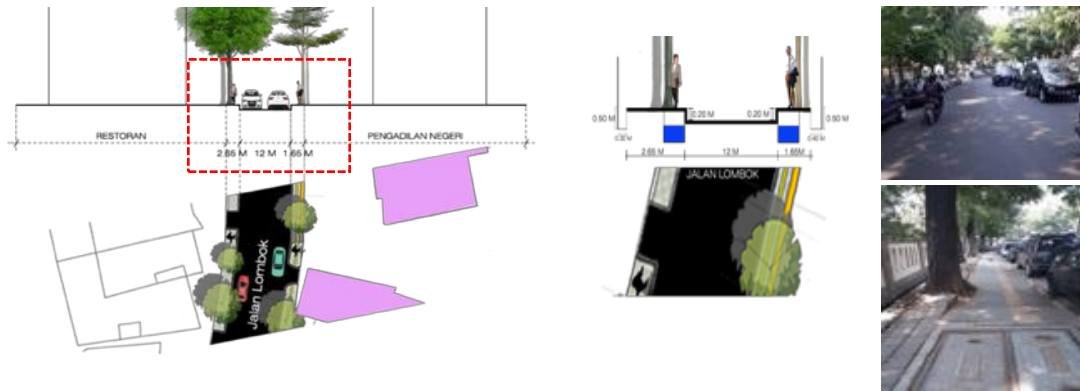 RESTORAN
PENGADILAN NEGERI
2.65 M
12 M
1.65 M
Jalan Lombok
0.20 M
0.20 M
0.50 M
0.50 M
0.30 M
0.40 M
2.65 M
12 M
1.65M
JALAN LOMBOK